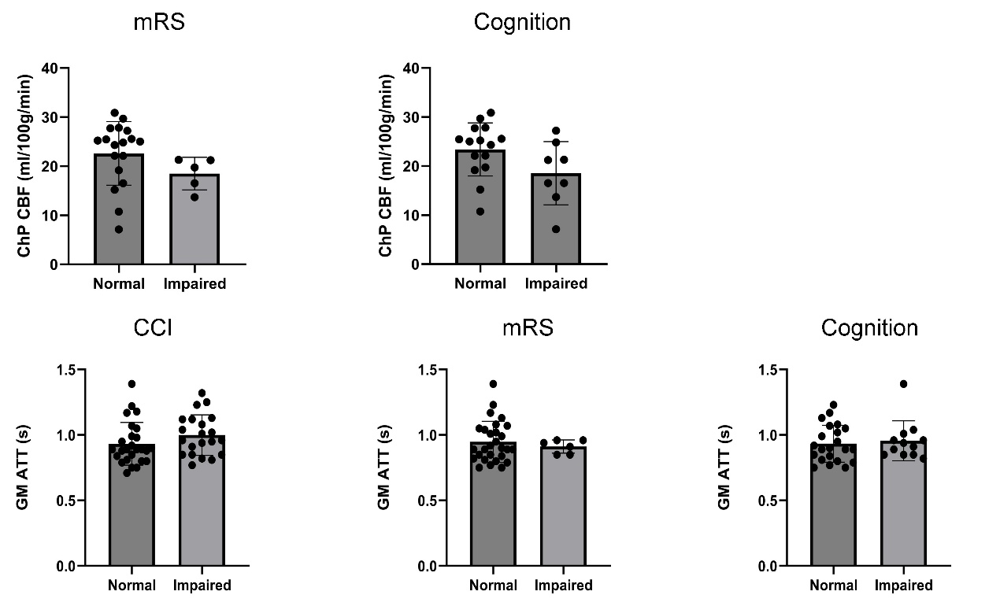 mRS
ChP CBF (ml/100g/min)
40
30
20
10
0
Normal Impaired
Cognition
ChP CBF (ml/100g/min)
40
30
20
10
0
Normal Impaired
CCI
GM ATT (s)
1.5
1.0
0.5
0.0
Normal Impaired
mRS
GM ATT (s)
1.5
1.0
0.5
0.0
Normal Impaired
Cognition
GM ATT (s)
1.5
1.0
0.5
0.0
Normal Impaired